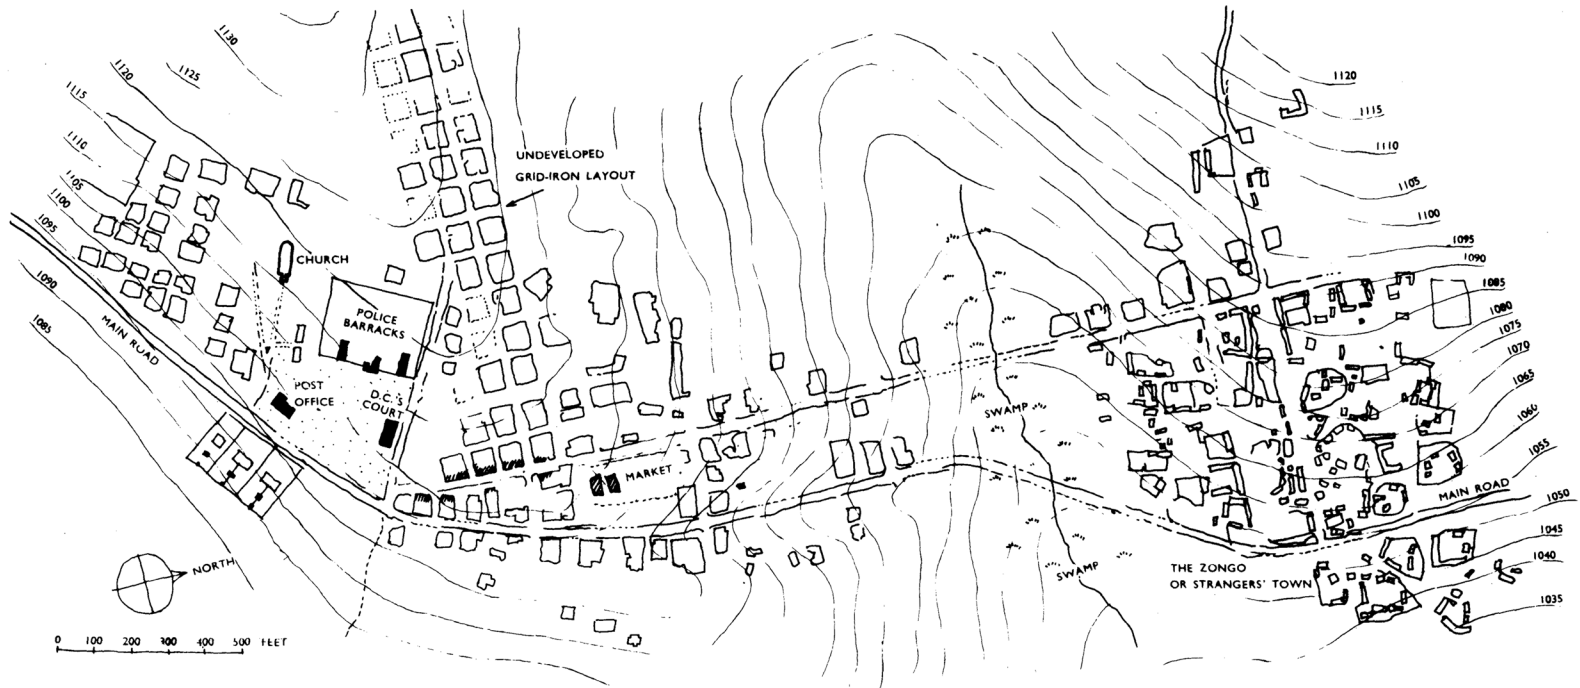 1130
1125
1120
1115
1110
1105
1100
1095
1090
1085
CHURCH
POLICE
BARRACKS
MAIN ROAD
POST
OFFICE
D.C.'S
COURT
UNDEVELOPED
GRID-IRON LAYOUT
MARKET
SWAMP
SWAMP
1120
1115
1110
1105
1100
1095
1090
1085
1080
1075
1070
1065
1060
1055
1050
1045
1040
1035
MAIN ROAD
THE ZONGO
OR STRANGERS' TOWN
NORTH
0 100 200 300 400 500 FEET